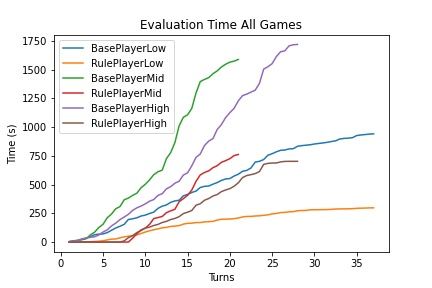 Evaluation Time All Games
1750
1500
1250
1000
750
500
250
0
Time (s)
BasePlayerLow
RulePlayerLow
BasePlayerMid
RulePlayerMid
BasePlayerHigh
RulePlayerHigh
0 5 10 15 20 25 30 35
Turns